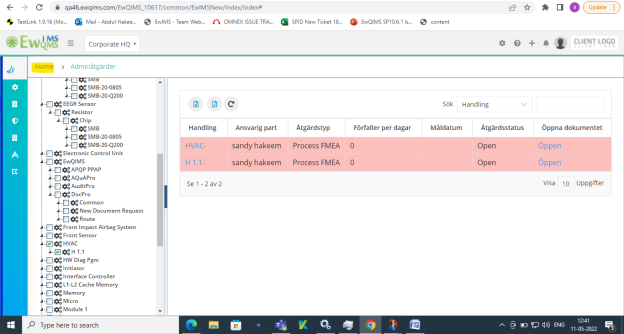 qa46.ewqims.com/EwQIMS_10617/common/EwIMSNew/Index/Index#
a
Update
TestLink 1.9.16 (Mo...
Mail - Abdul Hakee...
EwIMS - Team Web...
OMNEX ISSUE TRA...
SPID New Ticket 18...
EwQIMS SP10.6.1 Is...
content
EwQIMS
Corporate HQ
CLIENT LOGO
Home > Adminåtgärder
SMB
SMB-20-0805
SMB-20-Q200
EEGR Sensor
Resistor
Chip
SMB
SMB-20-0805
SMB-20-Q200
Electronic Control Unit
EwQIMS
APQP PPAP
AQuAPro
AuditPro
DocPro
Common
New Document Request
Route
Front Impact Airbag System
Front Sensor
HVAC
H 1.1
HW Diag Pgm
Initiator
Interface Controller
L1-L2 Cache Memory
Memory
Micro
Module 1
Sök Handling
Handling Ansvarig part Åtgärdstyp Förfaller per dagar Måldatum Åtgärdsstatus Öppna dokumentet
HVAC- sandy hakeem Process FMEA 0 Open Öppen
H 1.1- sandy hakeem Process FMEA 0 Open Öppen
Se 1 - 2 av 2
Visa 10 Uppgifter
Type here to search
ENG
12:41
11-05-2022